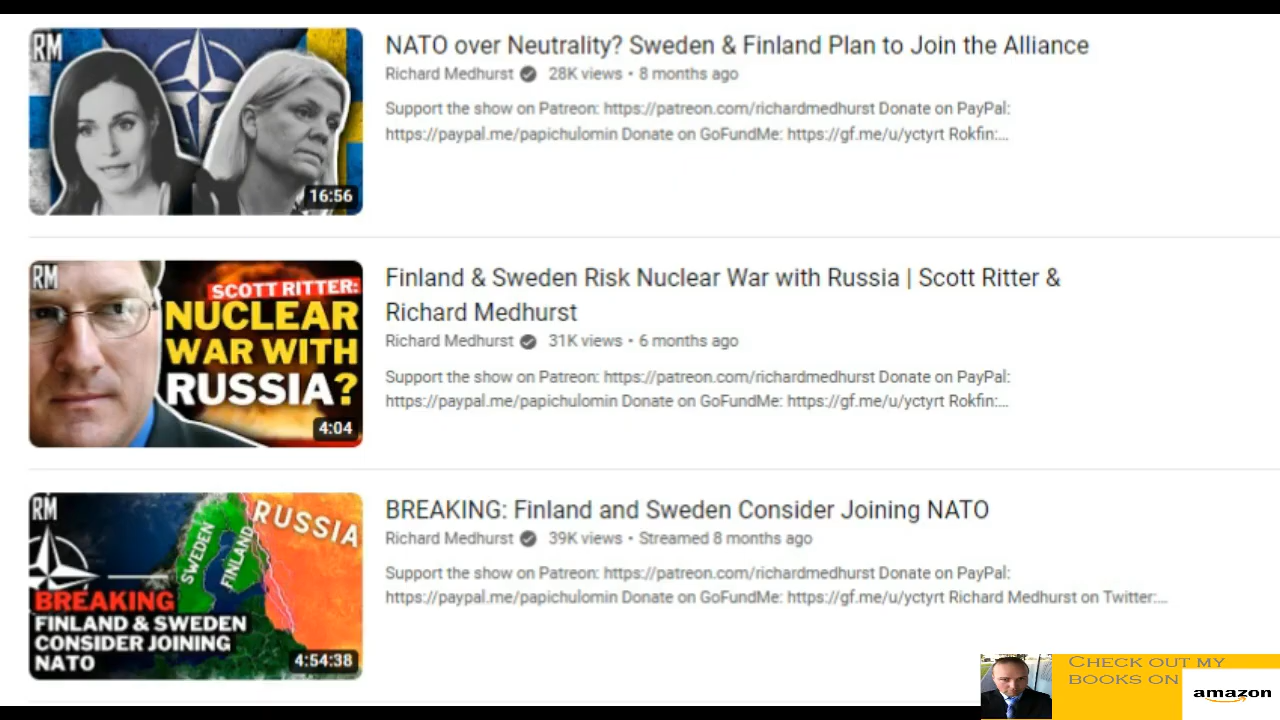 RM
16:56
NATO over Neutrality? Sweden & Finland Plan to Join the Alliance
Richard Medhurst 28K views • 8 months ago
Support the show on Patreon: https://patreon.com/richardmedhurst Donate on PayPal:
https://paypal.me/papichulomin Donate on GoFundMe: https://gf.me/u/yctyrt Rokfin:...
RM
SCOTT RITTER:
NUCLEAR
WAR WITH
RUSSIA?
4:04
Finland & Sweden Risk Nuclear War with Russia | Scott Ritter &
Richard Medhurst
Richard Medhurst 31K views • 6 months ago
Support the show on Patreon: https://patreon.com/richardmedhurst Donate on PayPal:
https://paypal.me/papichulomin Donate on GoFundMe: https://gf.me/u/yctyrt Rokfin:...
RM
RUSSIA
SWEDEN
FINLAND
BREAKING
FINLAND & SWEDEN
CONSIDER JOINING
NATO
4:54:38
BREAKING: Finland and Sweden Consider Joining NATO
Richard Medhurst 39K views • Streamed 8 months ago
Support the show on Patreon: https://patreon.com/richardmedhurst Donate on PayPal:
https://paypal.me/papichulomin Donate on GoFundMe: https://gf.me/u/yctyrt Richard Medhurst on Twitter:...
CHECK OUT MY
BOOKS ON
amazon